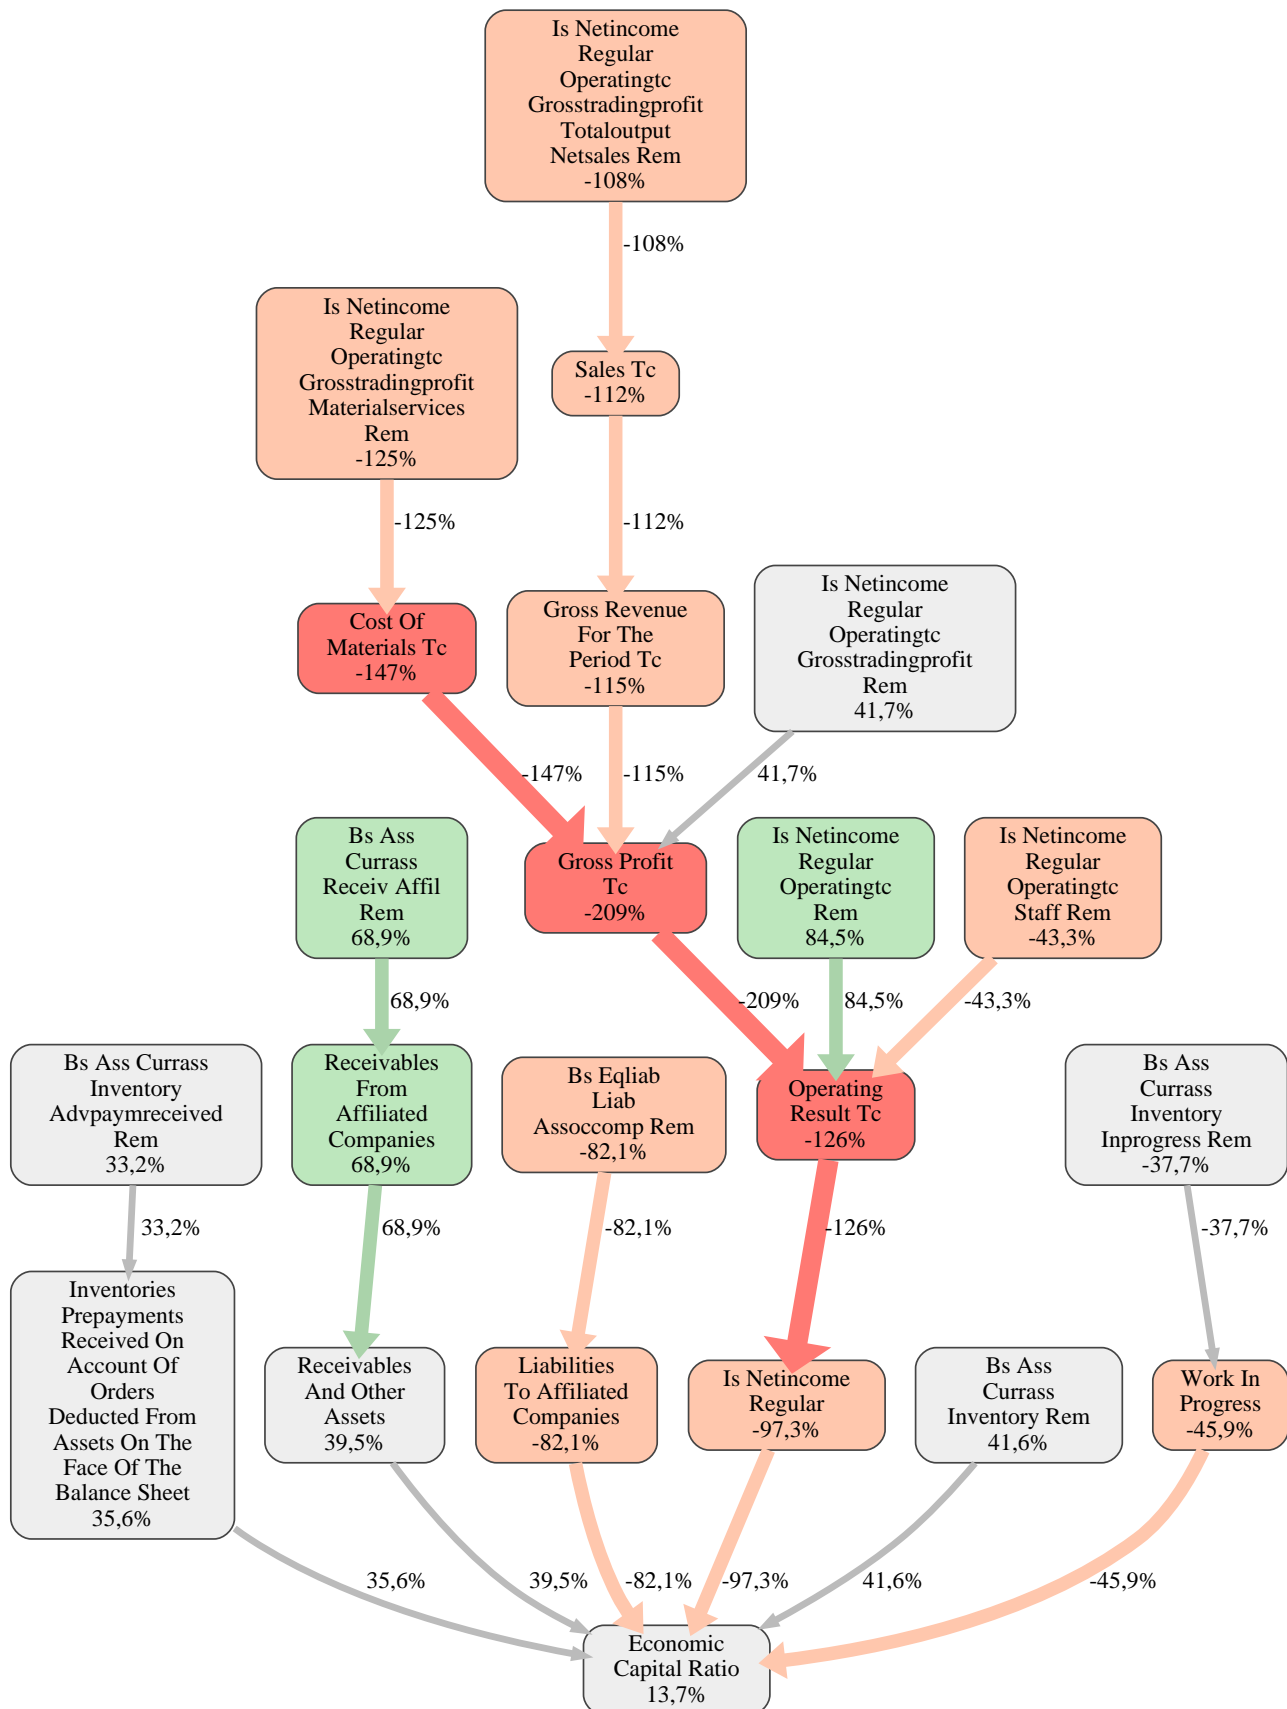 Is Netincome
Regular
Operatingtc
Grosstradingprofit
Totaloutput
Netsales Rem
-108%
-108%
Is Netincome
Regular
Operatingtc
Grosstradingprofit
Materialservices
Rem
-125%
Sales Tc
-112%
-125%
-112%
Cost Of
Materials Tc
-147%
Gross Revenue
For The
Period Tc
-115%
Is Netincome
Regular
Operatingtc
Grosstradingprofit
Rem
41,7%
-147%
-115%
41,7%
Bs Ass
Currass
Receiv Affil
Rem
68,9%
Gross Profit
Tc
-209%
Is Netincome
Regular
Operatingtc
Rem
84,5%
Is Netincome
Regular
Operatingtc
Staff Rem
-43,3%
68,9%
-209%
84,5%
-43,3%
Bs Ass Currass
Inventory
Advpaymreceived
Rem
33,2%
Receivables
From
Affiliated
Companies
68,9%
Bs Eqliab
Liab
Assoccomp Rem
-82,1%
Operating
Result Tc
-126%
Bs Ass
Currass
Inventory
Inprogress Rem
-37,7%
33,2%
68,9%
-82,1%
-126%
-37,7%
Inventories
Prepayments
Received On
Account Of
Orders
Deducted From
Assets On The
Face Of The
Balance Sheet
35,6%
Receivables
And Other
Assets
39,5%
Liabilities
To Affiliated
Companies
-82,1%
Is Netincome
Regular
-97,3%
Bs Ass
Currass
Inventory Rem
41,6%
Work In
Progress
-45,9%
35,6%
39,5%
-82,1%
-97,3%
41,6%
-45,9%
Economic
Capital Ratio
13,7%